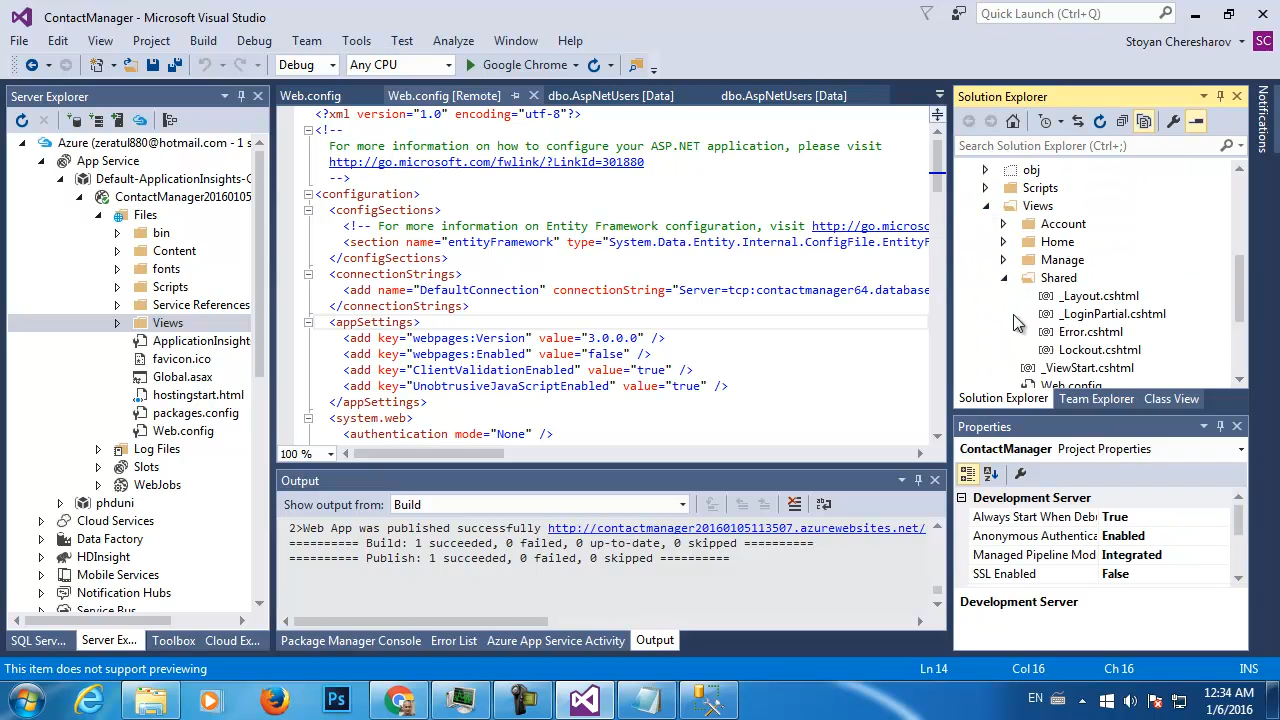 ContactManager - Microsoft Visual Studio
Quick Launch (Ctrl+Q)
File Edit View Project Build Debug Team Tools Test Analyze Window Help
Stoyan Cheresharov SC
Debug Any CPU Google Chrome
Server Explorer
Azure (zeratul880@hotmail.com - 1 s
App Service
Default-ApplicationInsights-C
ContactManager20160105
Files
bin
Content
fonts
Scripts
Service References
Views
ApplicationInsight
favicon.ico
Global.asax
hostingstart.html
packages.config
Web.config
Log Files
Slots
WebJobs
phduni
Cloud Services
Data Factory
HDInsight
Mobile Services
Notification Hubs
Service Bus
SQL Serv... Server Ex... Toolbox Cloud Ex...
Web.config Web.config [Remote] dbo.AspNetUsers [Data] dbo.AspNetUsers [Data]
<?xml version="1.0" encoding="utf-8"?>
<!--
For more information on how to configure your ASP.NET application, please visit
http://go.microsoft.com/fwlink/?LinkId=301880
-->
<configuration>
<configSections>
<!-- For more information on Entity Framework configuration, visit http://go.
<section name="entityFramework" type="System.Data.Entity.Internal.ConfigFile.EntityF
</configSections>
<connectionStrings>
<add name="DefaultConnection" connectionString="Server=tcp:contactmanager64.database
</connectionStrings>
<appSettings>
<add key="webpages:Version" value="3.0.0.0" />
<add key="webpages:Enabled" value="false" />
<add key="ClientValidationEnabled" value="true" />
<add key="UnobtrusiveJavaScriptEnabled" value="true" />
</appSettings>
<system.web>
<authentication mode="None" />
100 %
Output
Show output from: Build
2>Web App was published successfully http://contactmanager20160105113507.azurewebsites.net/
========== Build: 1 succeeded, 0 failed, 0 up-to-date, 0 skipped ==========
========== Publish: 1 succeeded, 0 failed, 0 skipped ==========
Package Manager Console Error List Azure App Service Activity Output
Solution Explorer
Search Solution Explorer (Ctrl+;)
obj
Scripts
Views
Account
Home
Manage
Shared
_Layout.cshtml
_LoginPartial.cshtml
Error.cshtml
Lockout.cshtml
_ViewStart.cshtml
Web.config
Solution Explorer Team Explorer Class View
Properties
ContactManager Project Properties
Development Server
Always Start When Debu True
Anonymous Authentica Enabled
Managed Pipeline Mod Integrated
SSL Enabled False
Development Server
Notifications
This item does not support previewing Ln 14 Col 16 Ch 16 INS
Ps
EN
12:34 AM
1/6/2016